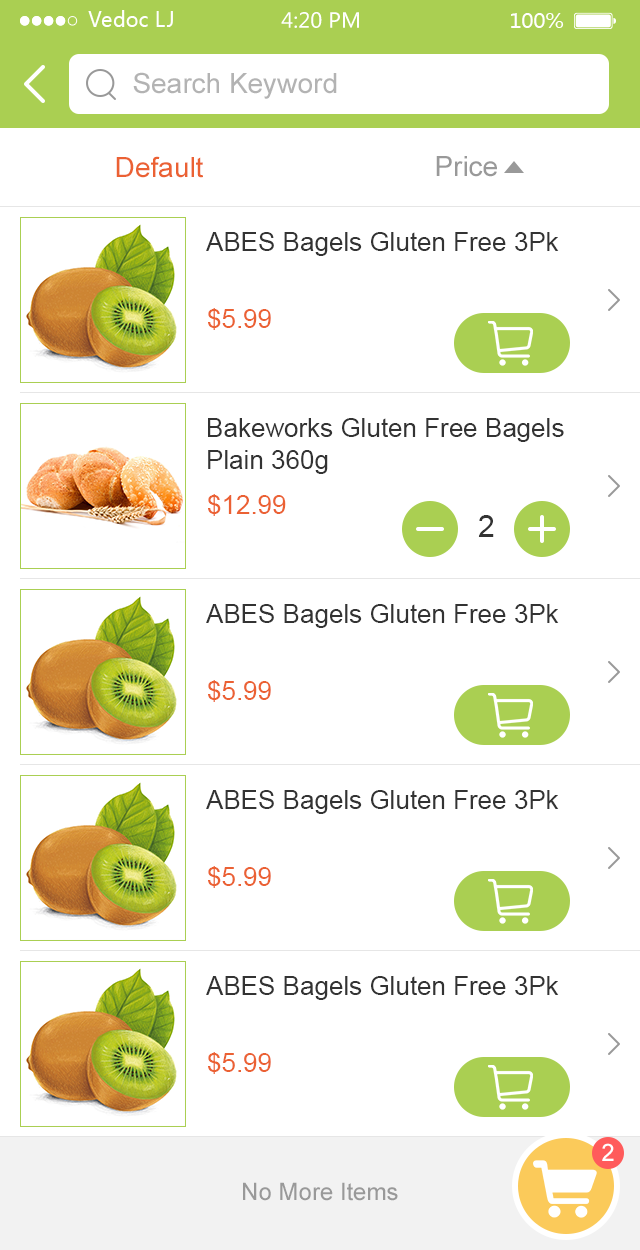 Vedoc LJ 4:20 PM 100%
Search Keyword
Default Price
ABES Bagels Gluten Free 3Pk
$5.99
Bakeworks Gluten Free Bagels
Plain 360g
$12.99
2
ABES Bagels Gluten Free 3Pk
$5.99
ABES Bagels Gluten Free 3Pk
$5.99
ABES Bagels Gluten Free 3Pk
$5.99
2
No More Items